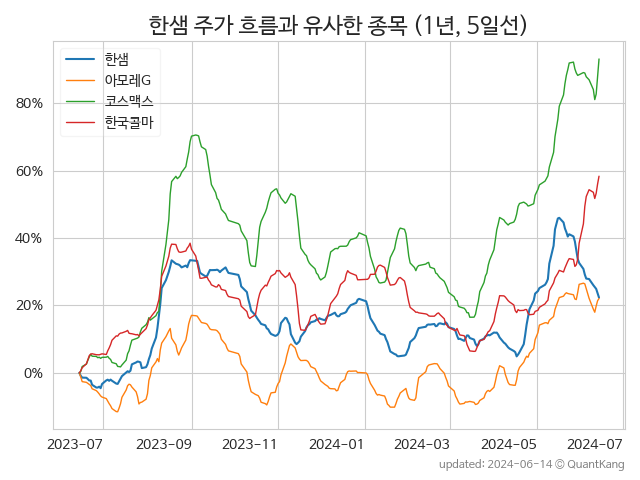 한샘 주가 흐름과 유사한 종목 (1년, 5일선)
한샘
아모레G
코스맥스
한국콜마
80%
60%
40%
20%
0%
2023-07 2023-09 2023-11 2024-01 2024-03 2024-05 2024-07
updated: 2024-06-14 © QuantKang